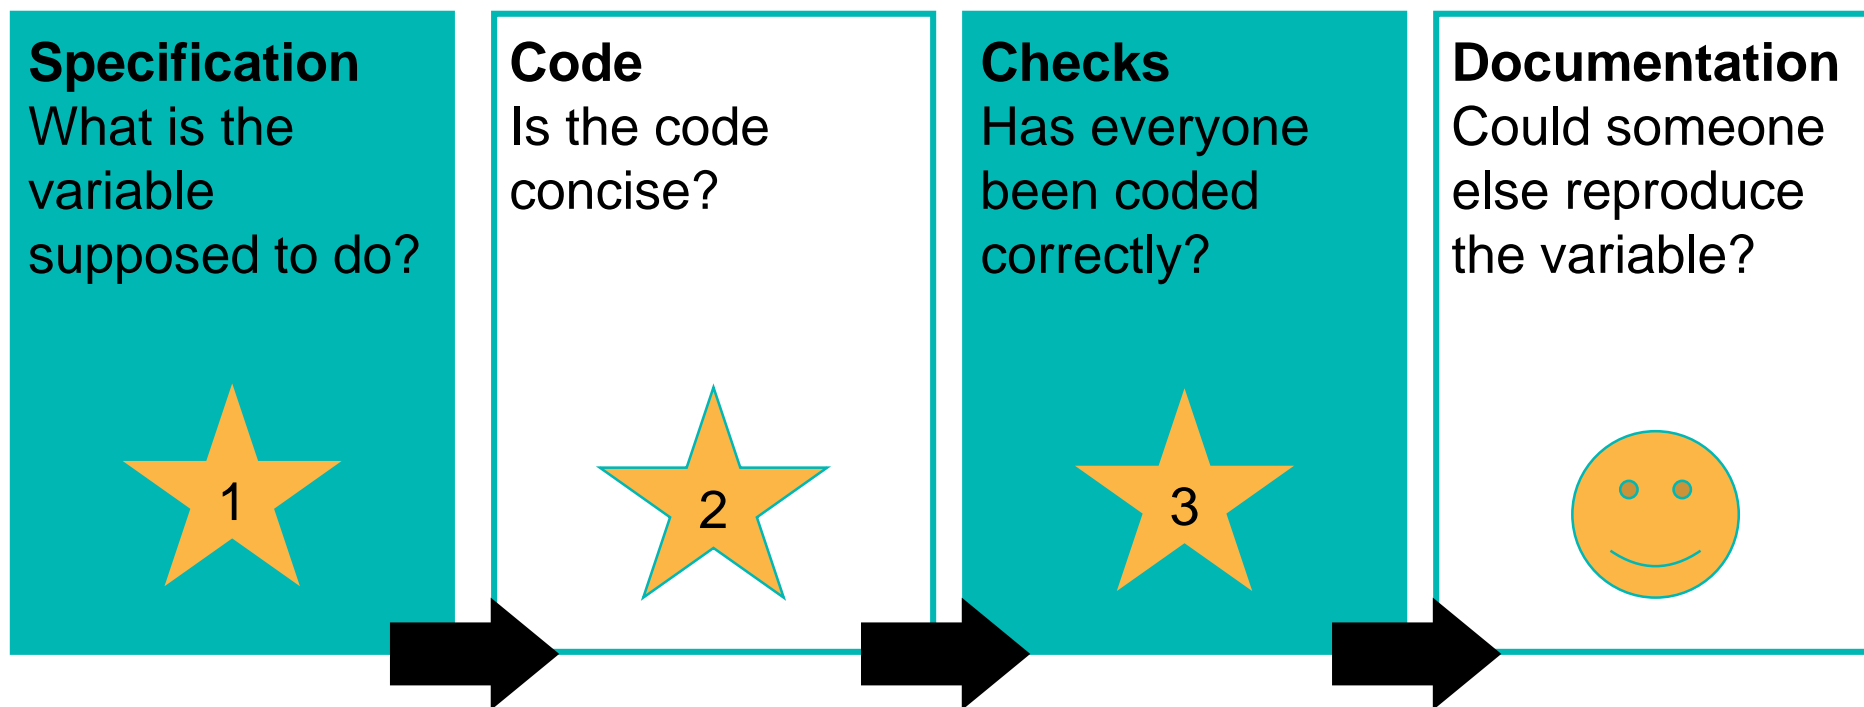 Specification
What is the
variable
supposed to do?
1
Code
Is the code
concise?
2
Checks
Has everyone
been coded
correctly?
3
Documentation
Could someone
else reproduce
the variable?